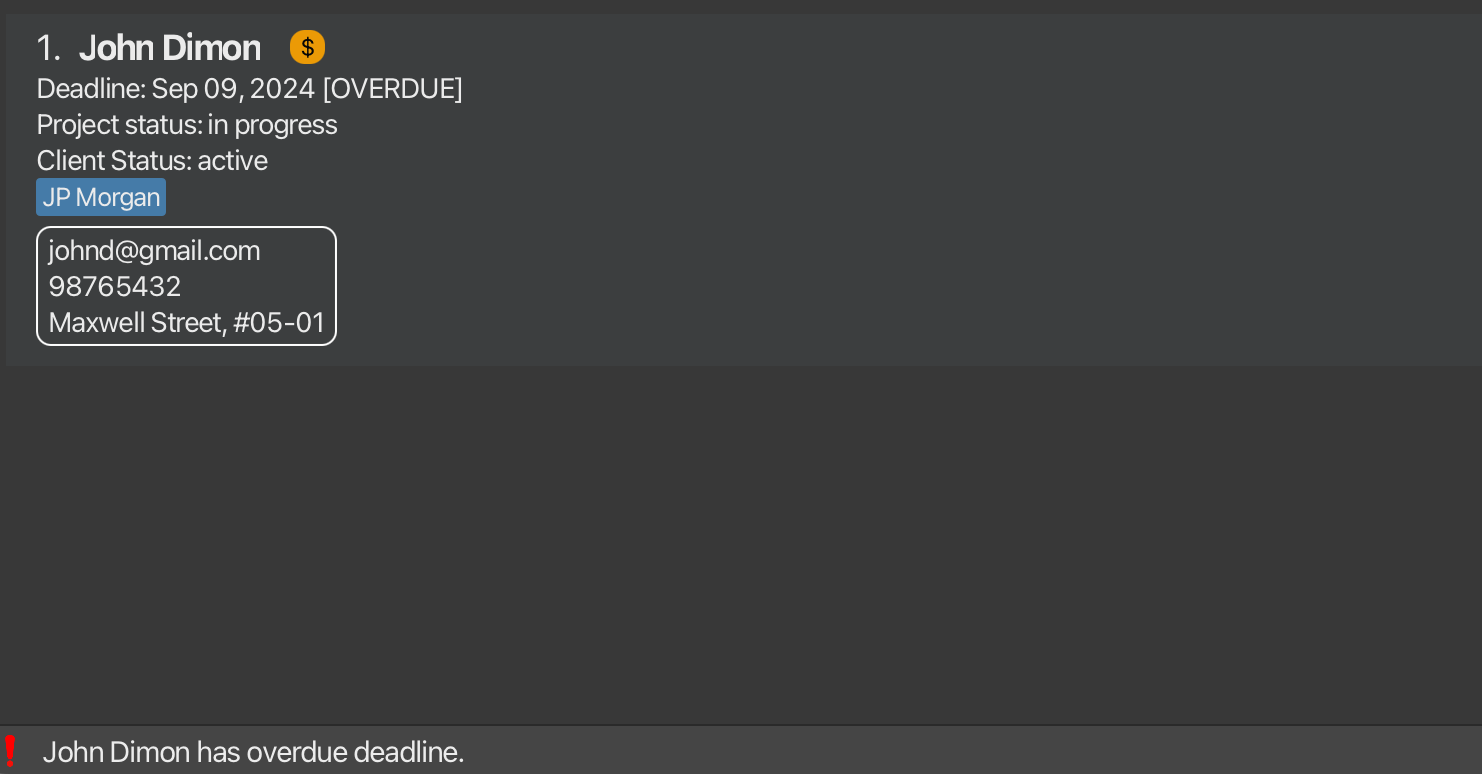 1. John Dimon $
Deadline: Sep 09, 2024 [OVERDUE]
Project status: in progress
Client Status: active
JP Morgan
johnd@gmail.com
98765432
Maxwell Street, #05-01
! John Dimon has overdue deadline.